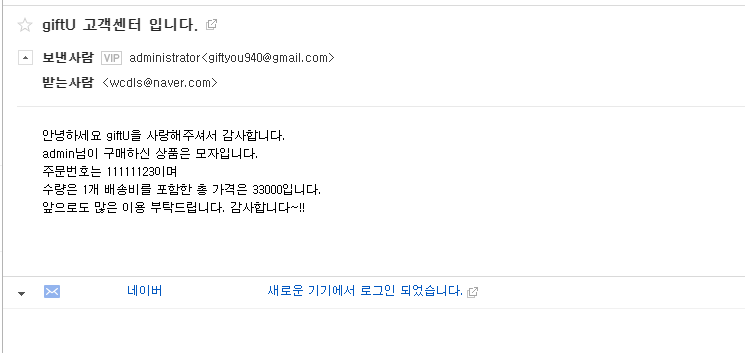 giftU 고객센터 입니다.
보낸사람 VIP administrator<giftyou940@gmail.com>
받는사람 <wcdls@naver.com>
안녕하세요 giftU을 사랑해주셔서 감사합니다.
admin님이 구매하신 상품은 모자입니다.
주문번호는 11111123이며
수량은 1개 배송비를 포함한 총 가격은 33000입니다.
앞으로도 많은 이용 부탁드립니다. 감사합니다~!!
네이버 새로운 기기에서 로그인 되었습니다.